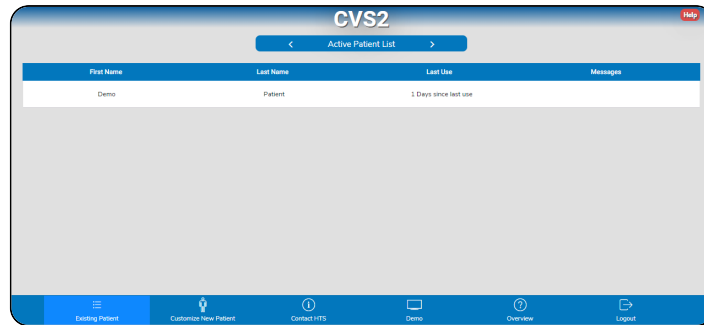 CVS2
Help
Active Patient List
First Name Last Name Last Use Messages
Demo Patient 1 Days since last use
Existing Patient Customize New Patient Contact HTS Demo Overview Logout